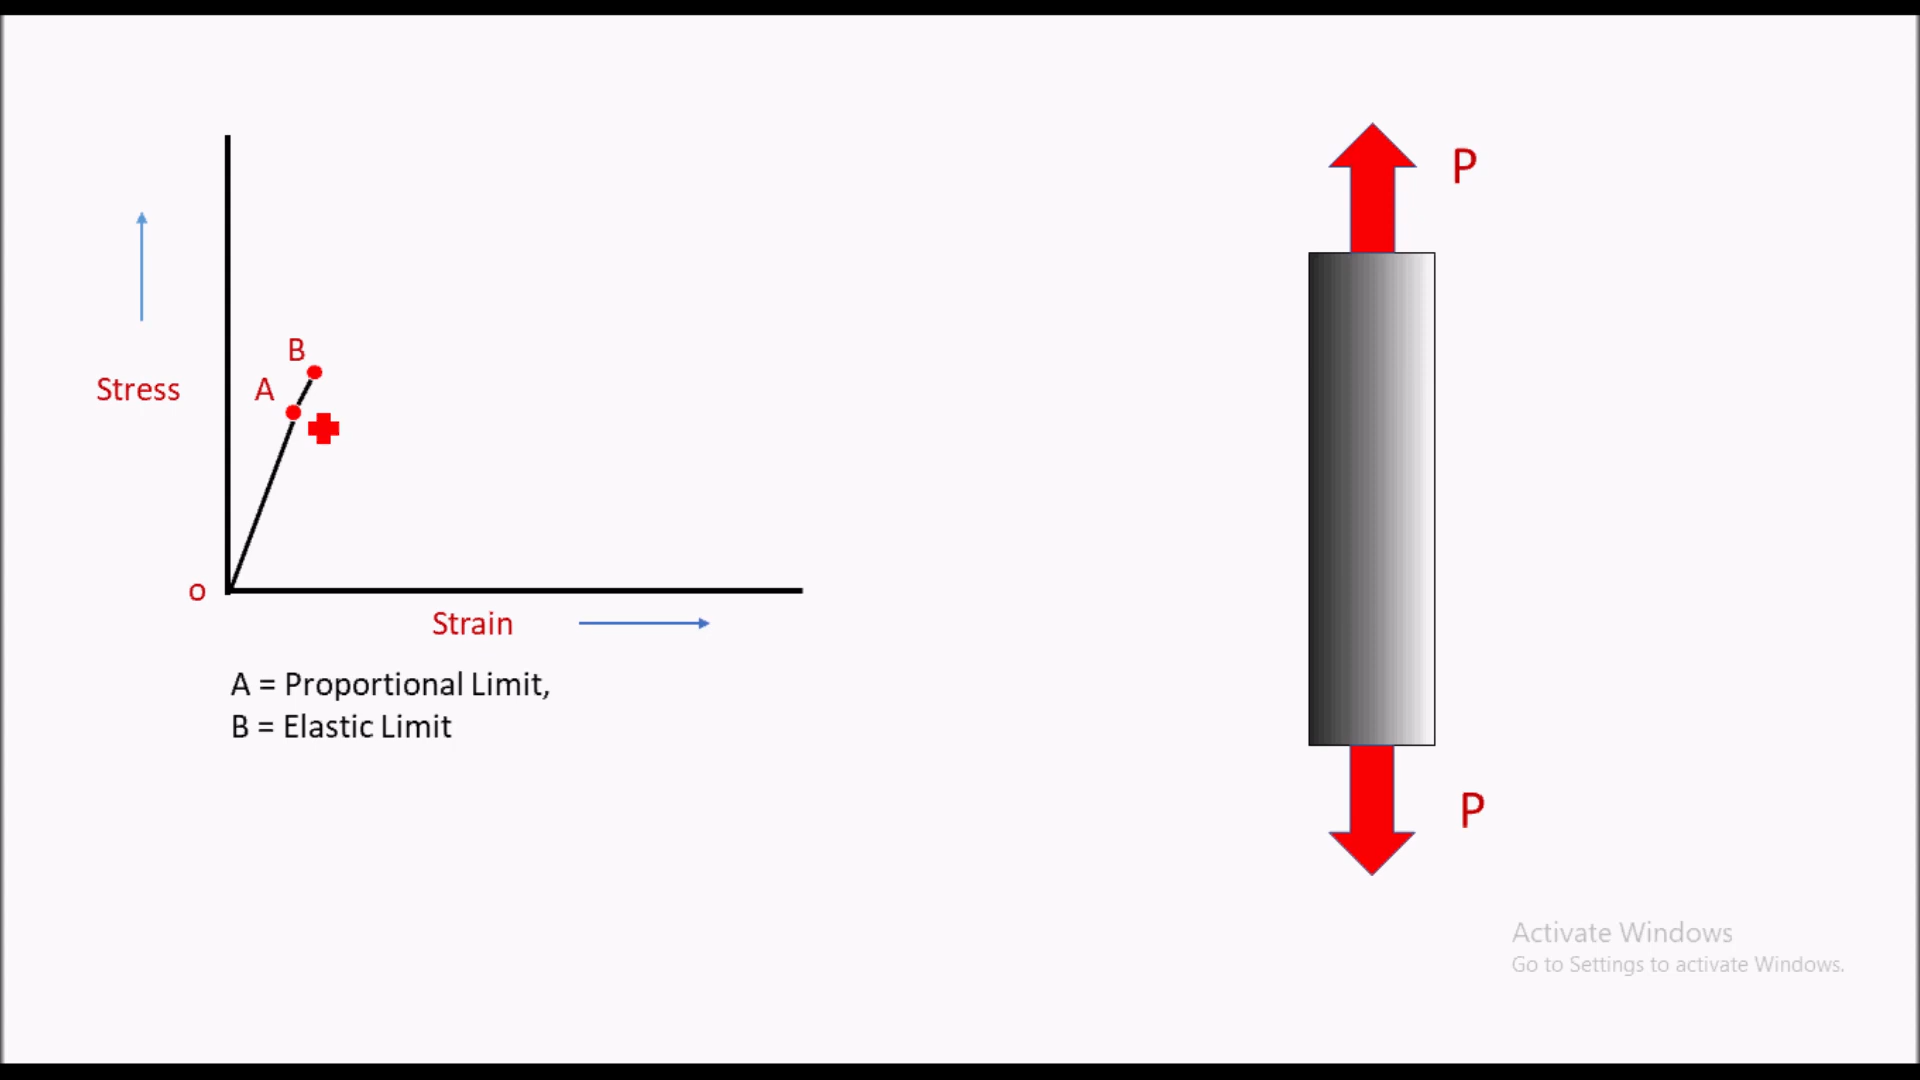 P
B
A
Stress
o
Strain
A = Proportional Limit,
B = Elastic Limit
P
Activate Windows
Go to Settings to activate Windows.